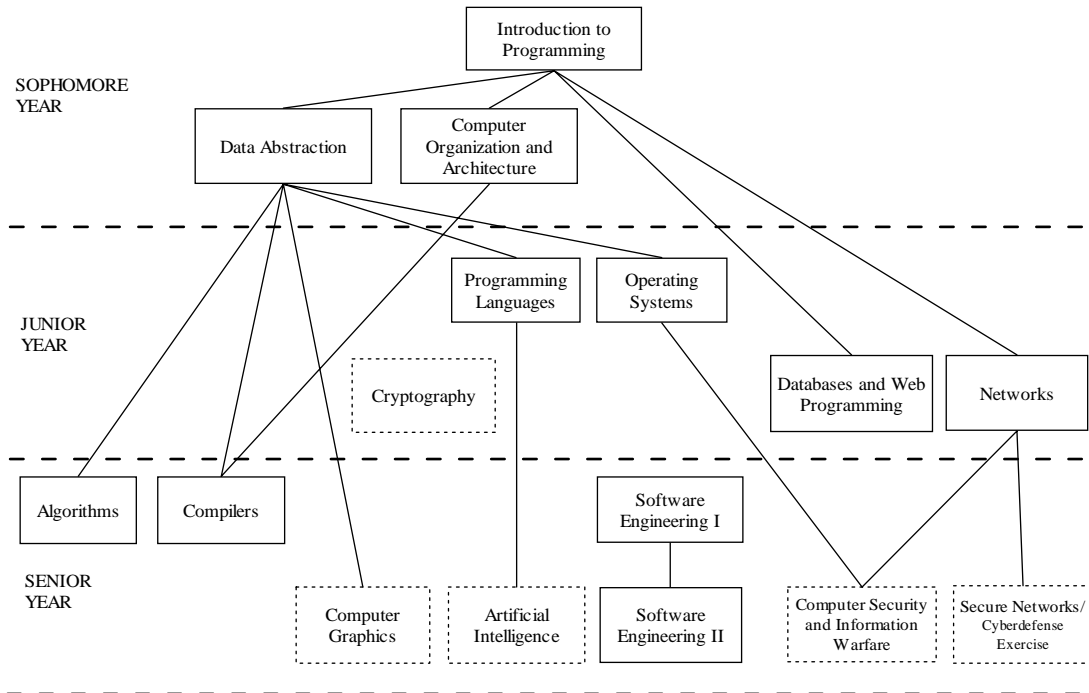 Introduction to
Programming
SOPHOMORE
YEAR
Data Abstraction
Computer
Organization and
Architecture
JUNIOR
YEAR
Programming
Languages
Operating
Systems
Cryptography
Databases and Web
Programming
Networks
Algorithms
Compilers
Software
Engineering I
SENIOR
YEAR
Computer
Graphics
Artificial
Intelligence
Software
Engineering II
Computer Security
and Information
Warfare
Secure Networks/
Cyberdefense
Exercise